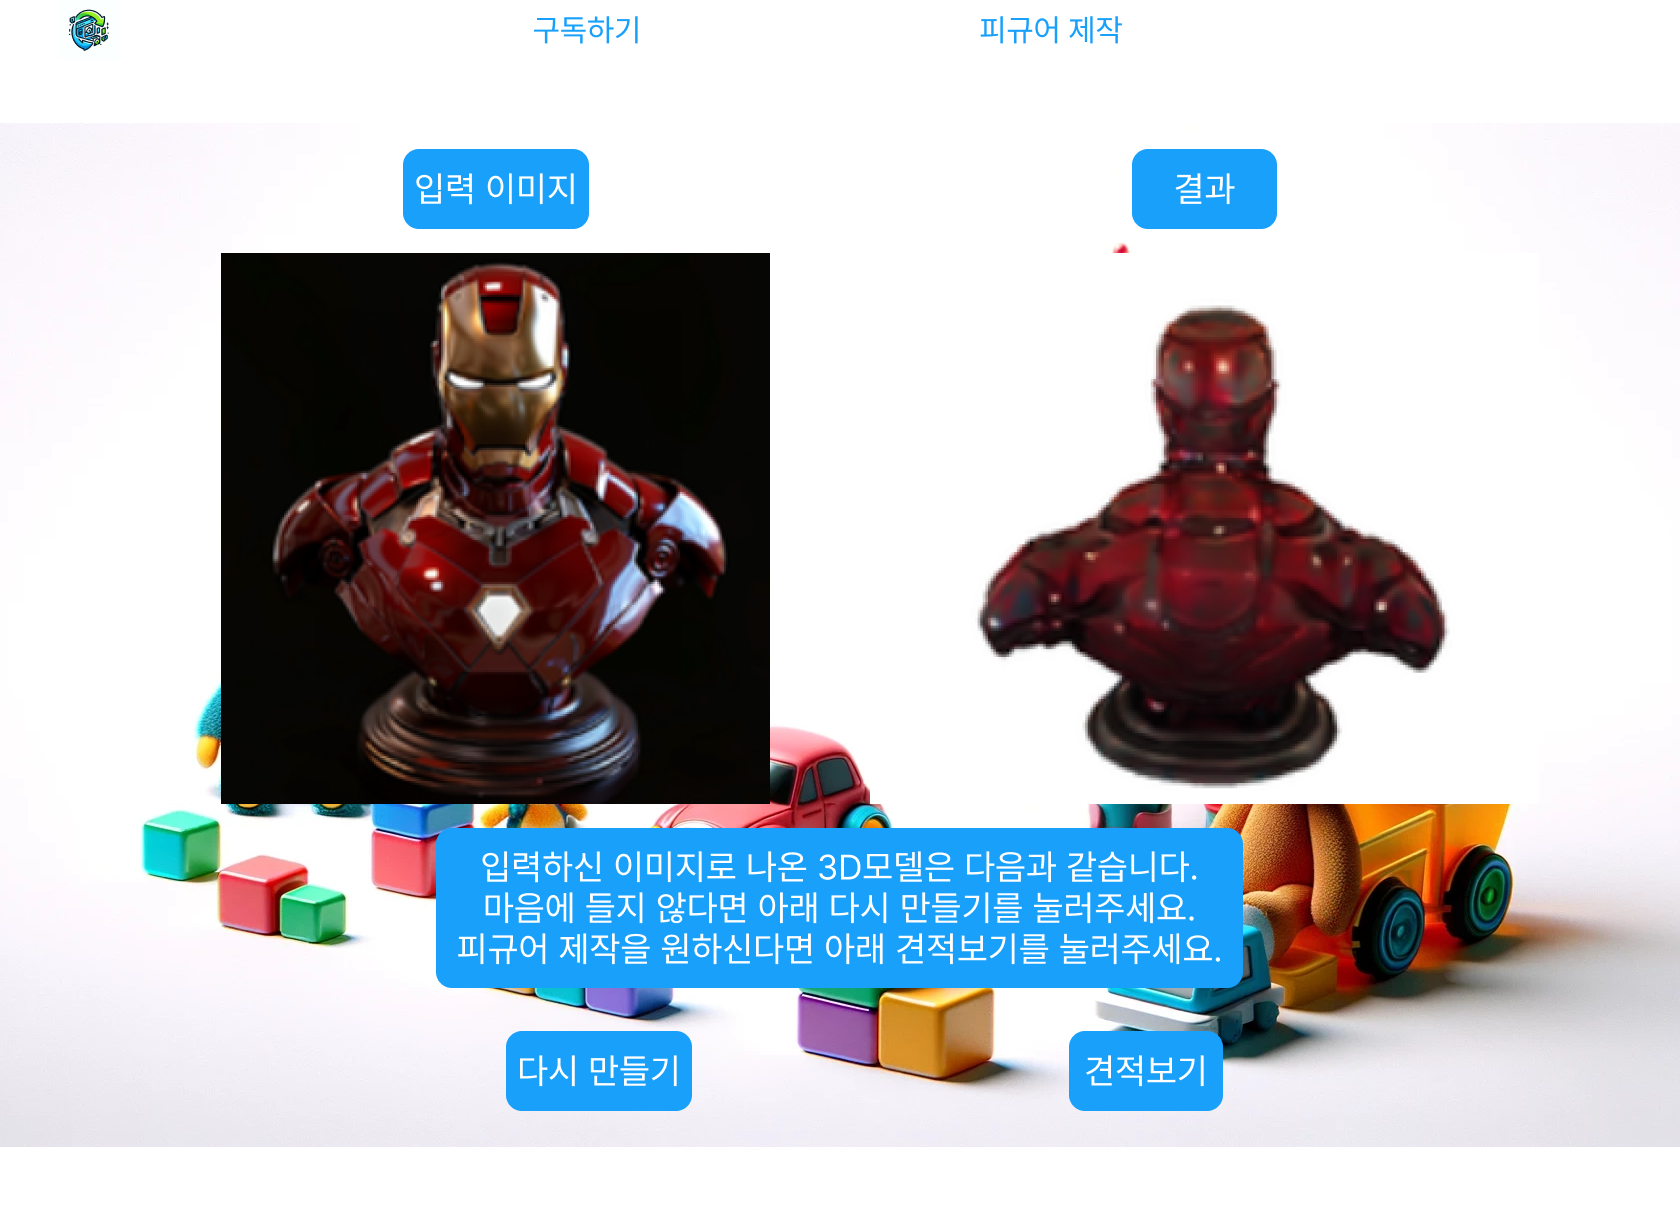 구독하기
피규어 제작
입력 이미지
결과
입력하신 이미지로 나온 3D모델은 다음과 같습니다.
마음에 들지 않다면 아래 다시 만들기를 눌러주세요.
피규어 제작을 원하신다면 아래 견적보기를 눌러주세요.
다시 만들기
견적보기